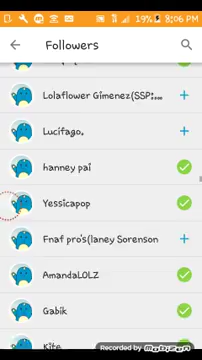 19% 8:06 PM
Followers
Lolaflower Gimenez(SSP:,,,
Lucifago,
hanney pai
Yessicapop
Fnaf pro's(laney Sorenson
AmandaLOLZ
Gabik
Kite
Recorded by
Mobizen